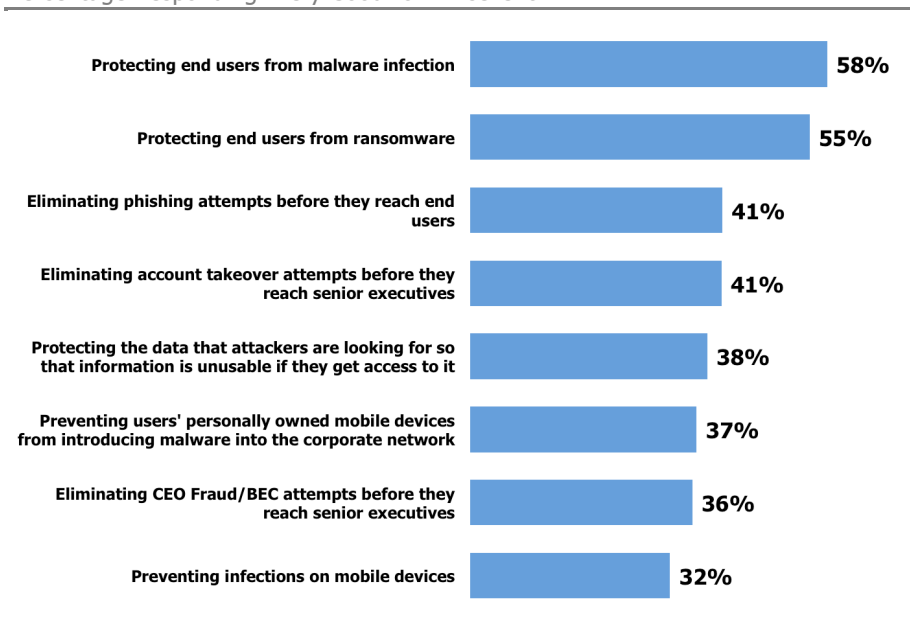 Protecting end users from malware infection
58%
Protecting end users from ransomware
55%
Eliminating phishing attempts before they reach end
users
41%
Eliminating account takeover attempts before they
reach senior executives
41%
Protecting the data that attackers are looking for so
that information is unusable if they get access to it
38%
Preventing users' personally owned mobile devices
from introducing malware into the corporate network
37%
Eliminating CEO Fraud/BEC attempts before they
reach senior executives
36%
Preventing infections on mobile devices
32%